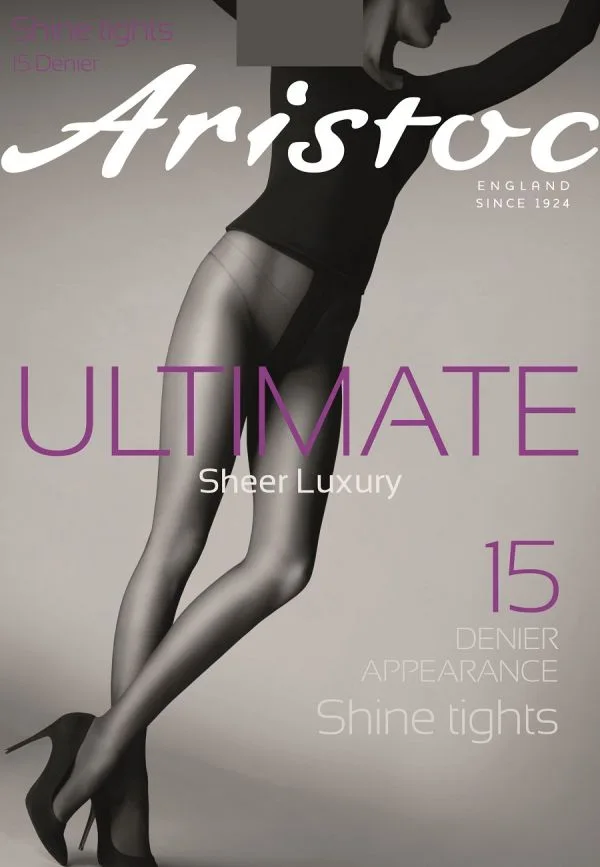 Shine tights
15 Denier
Aristoc
ENGLAND
SINCE 1924
ULTIMATE
Sheer Luxury
15
DENIER
APPEARANCE
Shine tights